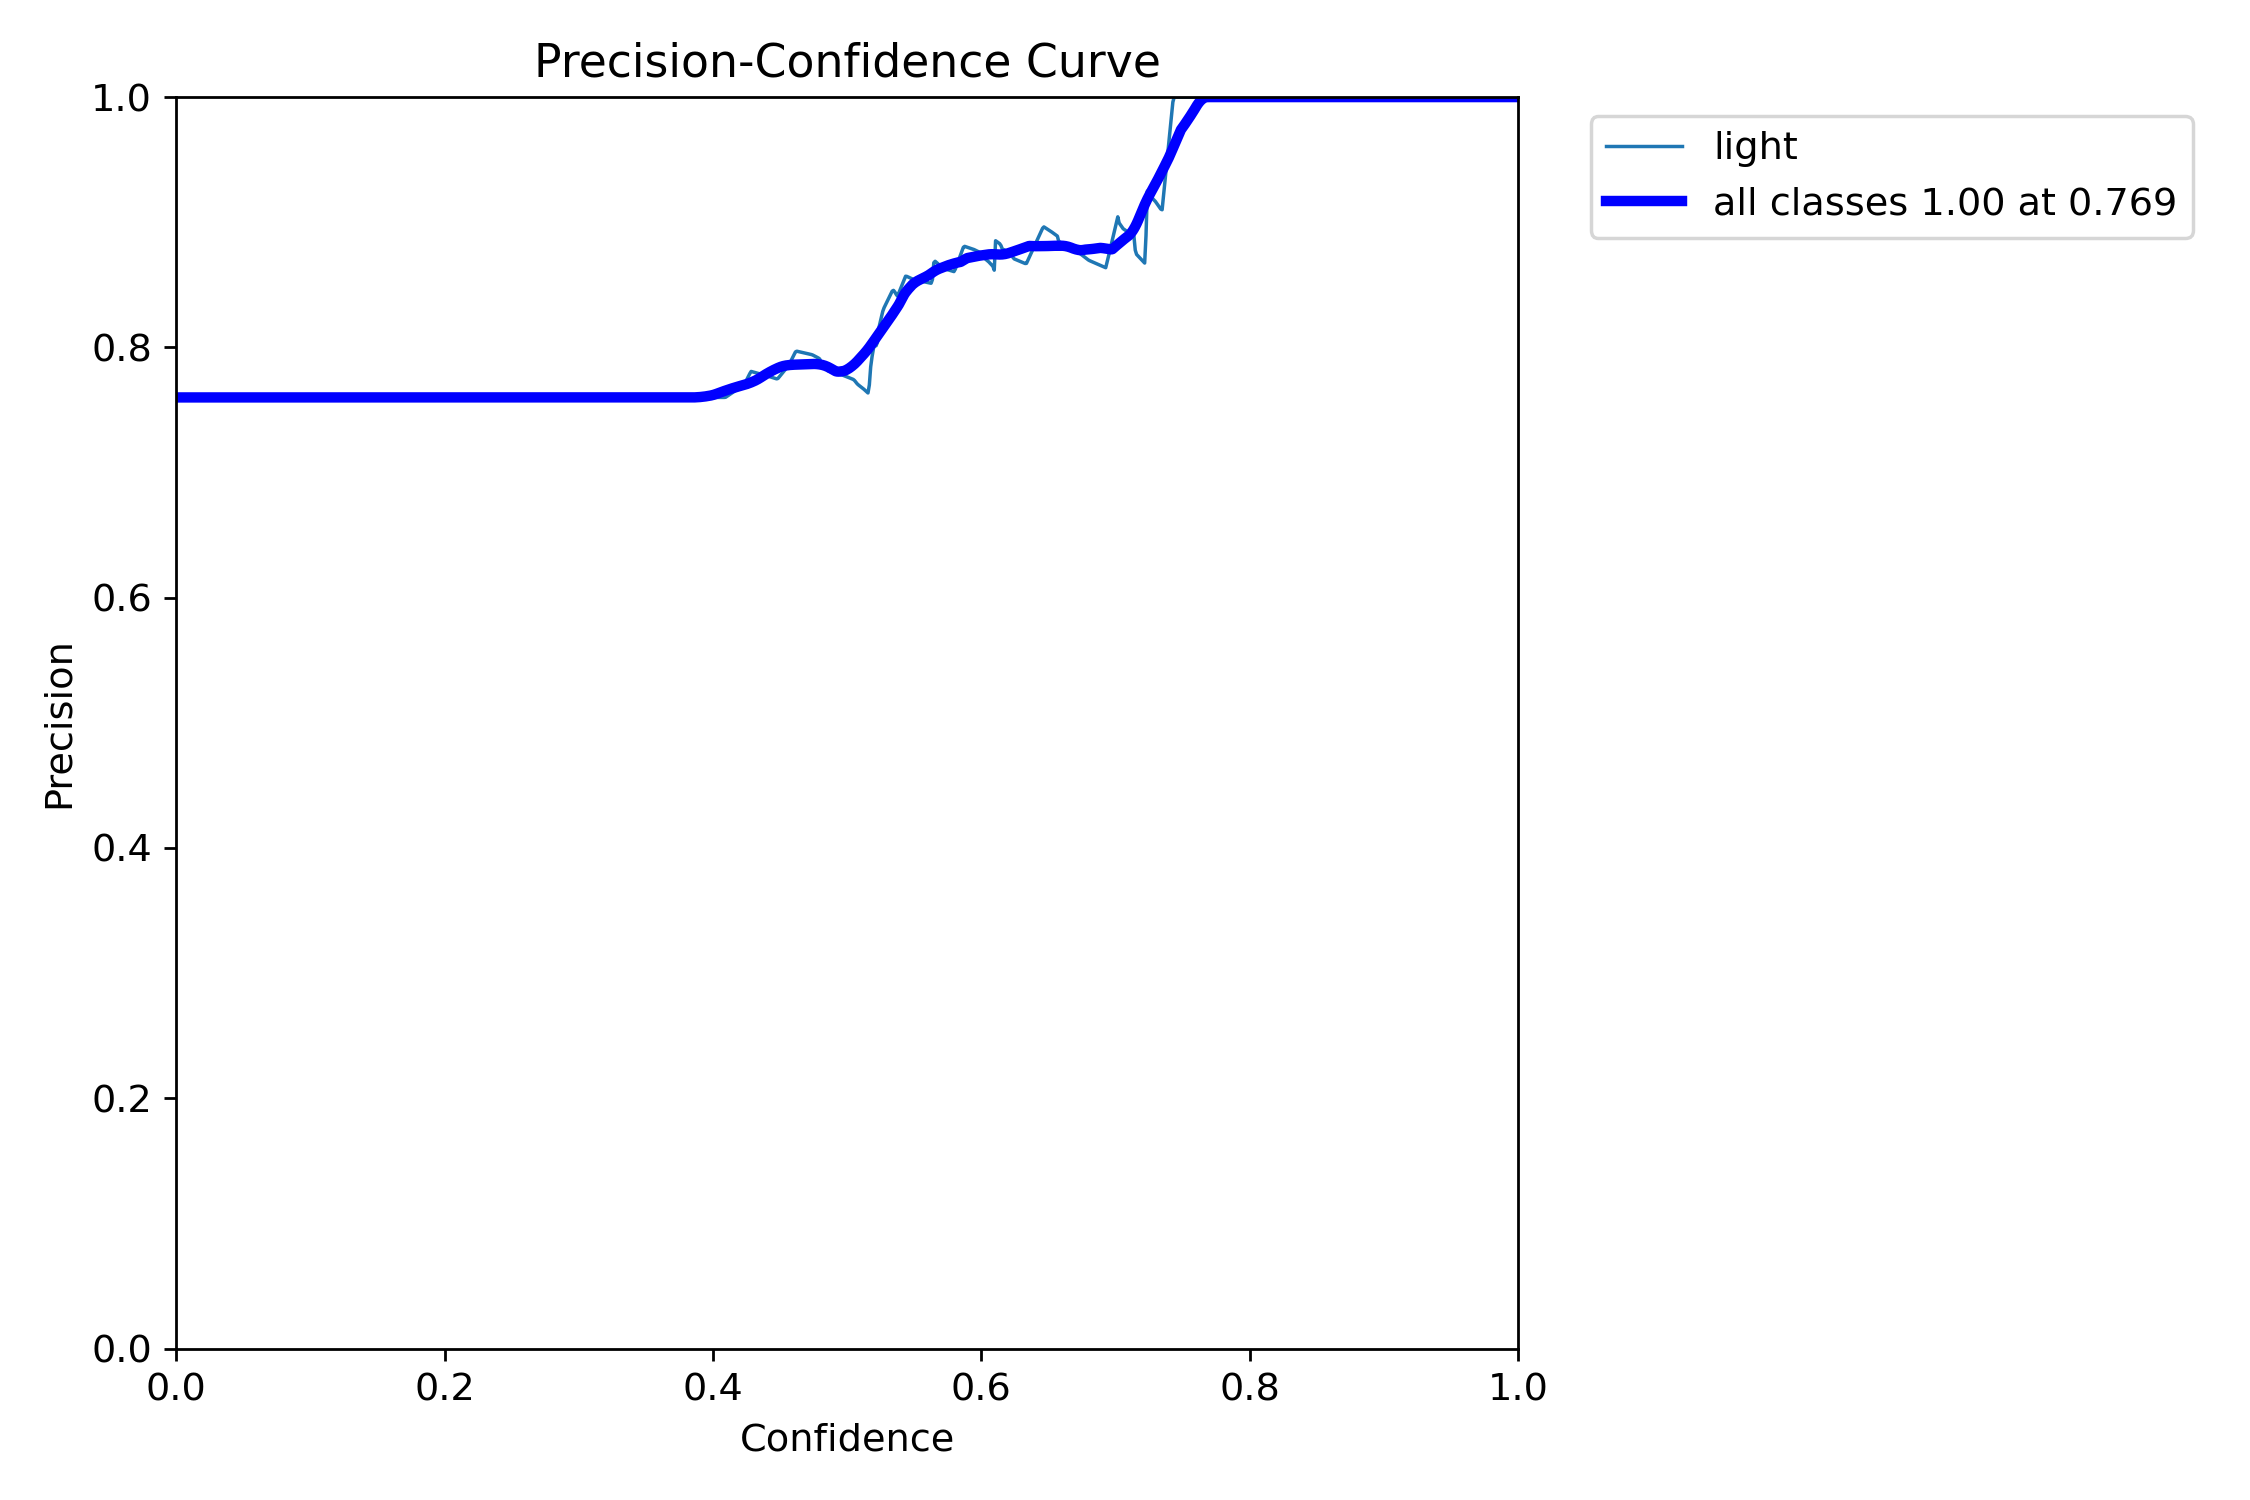 Precision-Confidence Curve
1.0
0.8
0.6
0.4
0.2
0.0
Precision
0.0 0.2 0.4 0.6 0.8 1.0
Confidence
light
all classes 1.00 at 0.769